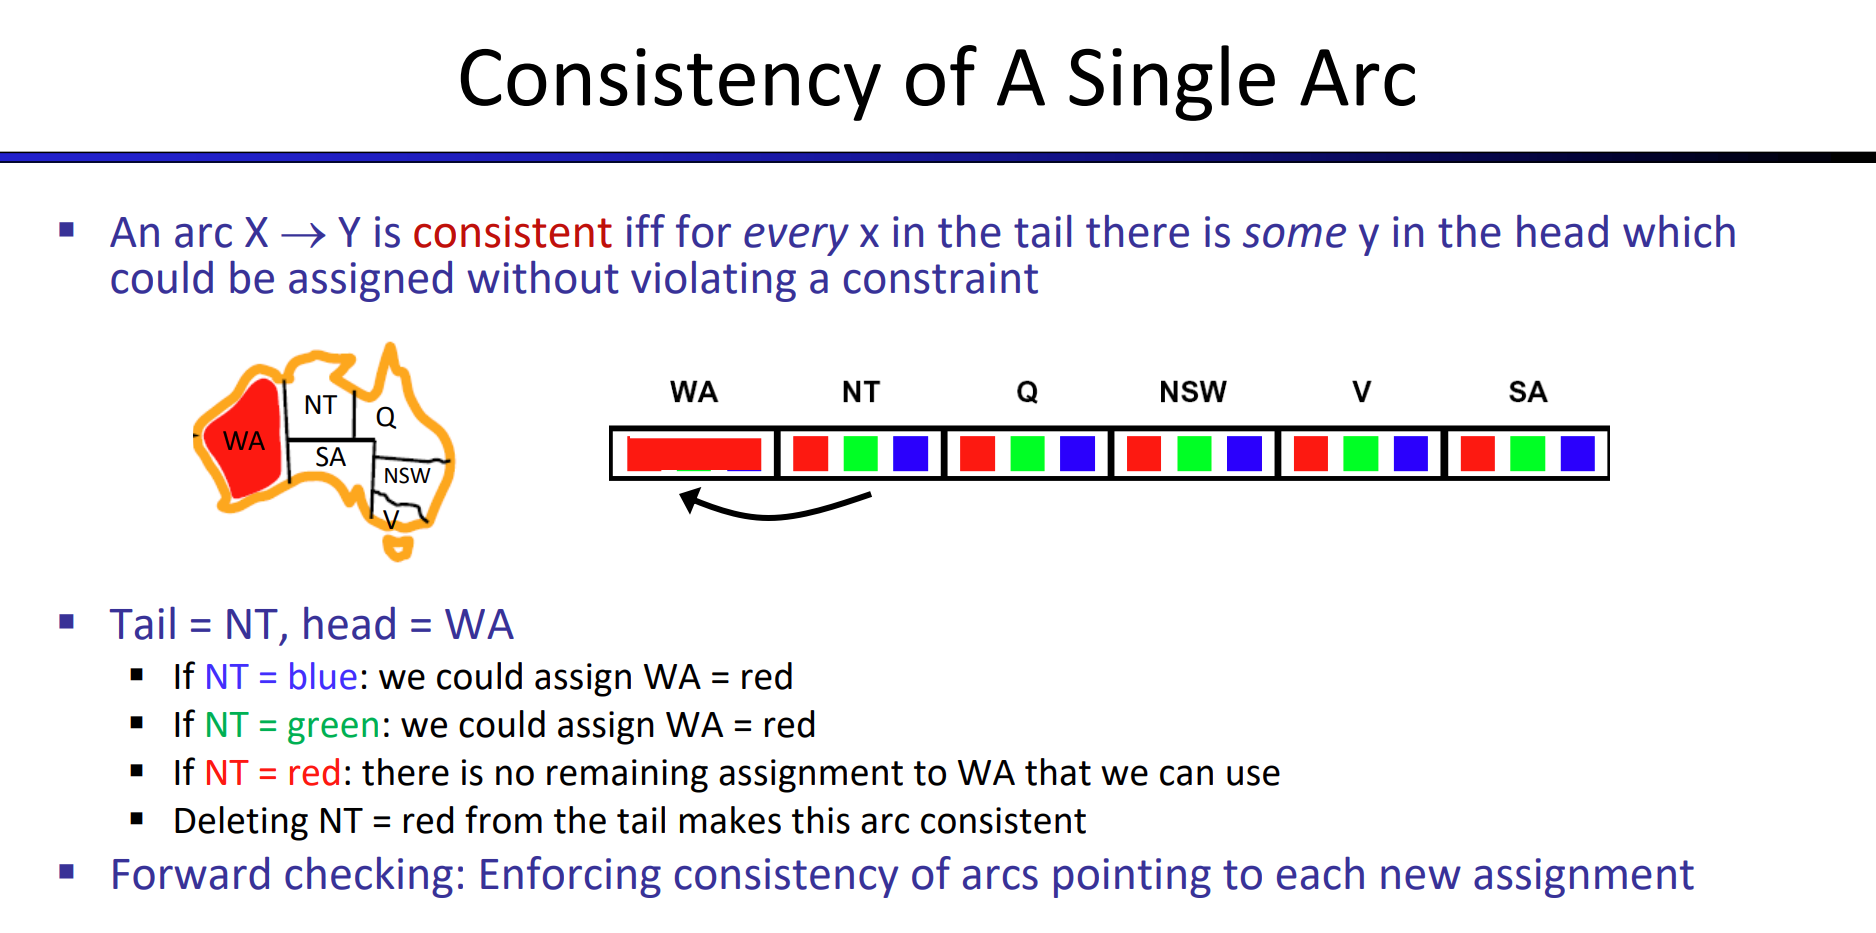 Consistency of A Single Arc
▪ An arc X → Y is consistent iff for every x in the tail there is some y in the head which
could be assigned without violating a constraint
NT
Q
WA
SA
NSW
V
WA NT Q NSW V SA
▪ Tail = NT, head = WA
▪ If NT = blue: we could assign WA = red
▪ If NT = green: we could assign WA = red
▪ If NT = red: there is no remaining assignment to WA that we can use
▪ Deleting NT = red from the tail makes this arc consistent
▪ Forward checking: Enforcing consistency of arcs pointing to each new assignment